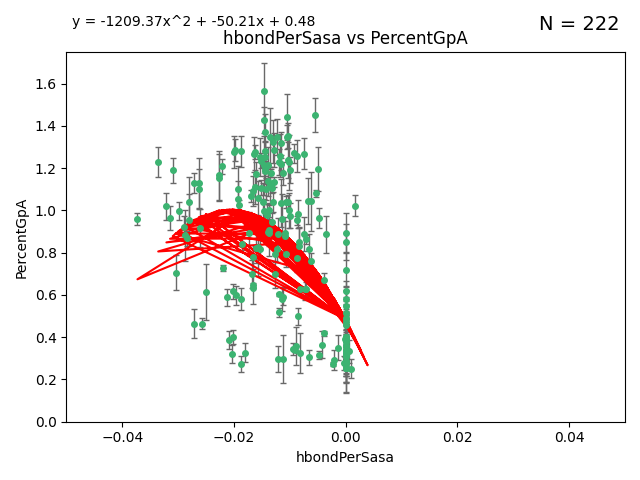 y = -1209.37x^2 + -50.21x + 0.48
N = 222
hbondPerSasa vs PercentGpA
PercentGpA
1.6
1.4
1.2
1.0
0.8
0.6
0.4
0.2
0.0
−0.04 −0.02 0.00 0.02 0.04
hbondPerSasa